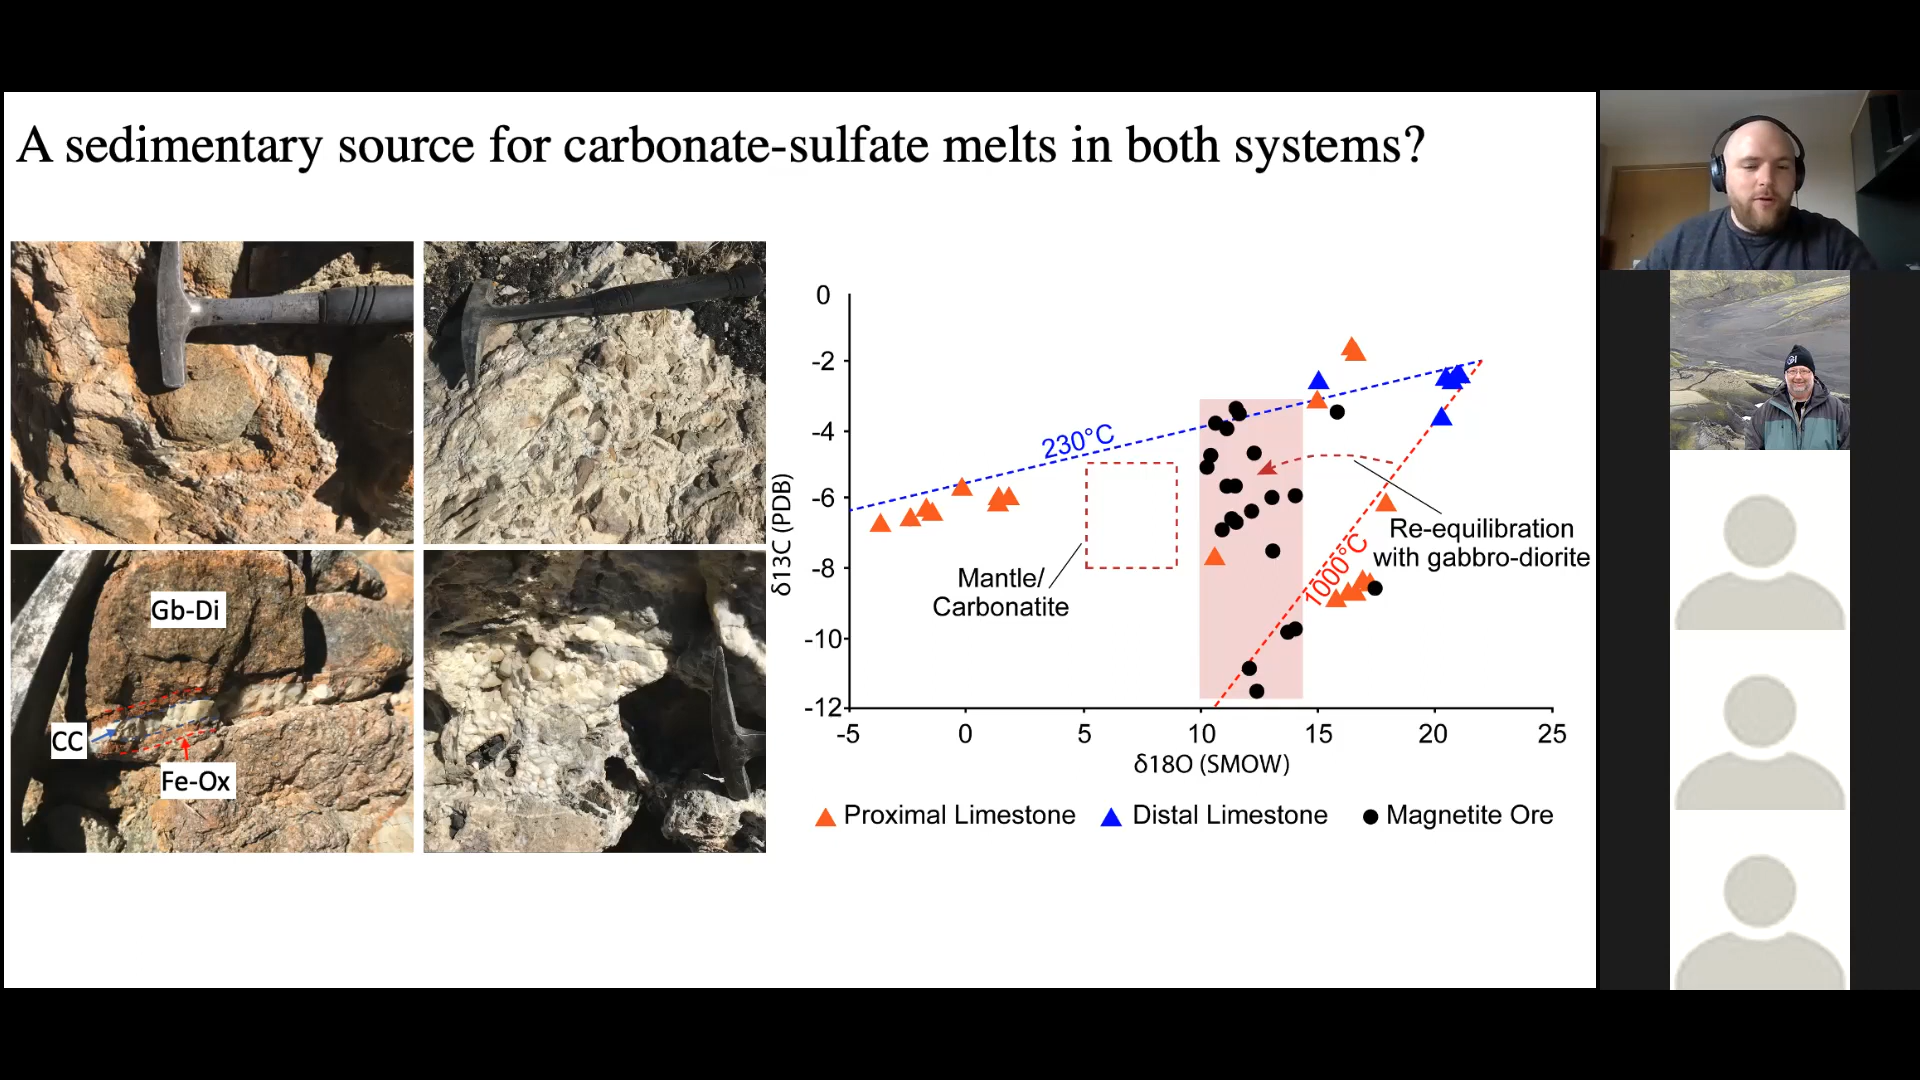 A sedimentary source for carbonate-sulfate melts in both systems?
Gb-Di
CC
Fe-Ox
0
-2
-4
-6
-8
-10
-12
δ13C (PDB)
-5
0
5
10
15
20
25
δ18O (SMOW)
230°C
1000°C
Mantle/
Carbonatite
Re-equilibration
with gabbro-diorite
Proximal Limestone
Distal Limestone
Magnetite Ore